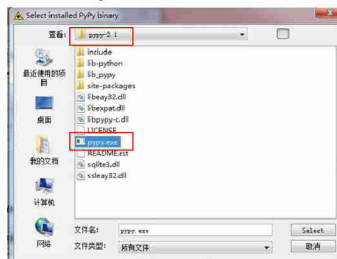 Select installed PyPy binary
查看:
pypy-2.1
include
lib-python
lib_pypy
site-packages
libeay32.dll
libexpat.dll
libpypy-c.dll
LICENSE
pypy.exe
README.rst
sqlite3.dll
ssleay32.dll
最近使用的项目
桌面
我的文档
计算机
网络
文件名:
pypy.exe
Select
文件类型:
所有文件
取消